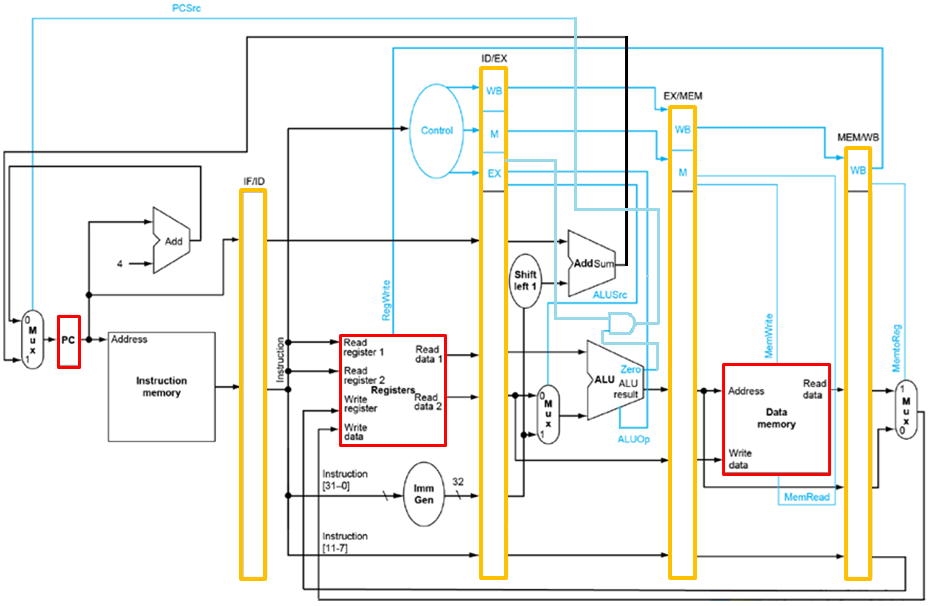 PCSrc
ID/EX
WB
Control
M
EX
EX/MEM
WB
M
MEM/WB
WB
IF/ID
Add
4
Add Sum
Shift
left 1
ALUSrc
RegWrite
MemWrite
MemtoReg
0
Mux
1
PC
Address
Instruction
memory
Instruction
Read
register 1
Read
register 2
Write
register
Write
data
Registers
Read
data 1
Read
data 2
0
Mux
1
ALU
Zero
ALU
result
ALUOp
Address
Read
data
Data
memory
Write
data
MemRead
1
Mux
0
Instruction
[31–0]
Imm
Gen
32
Instruction
[11-7]